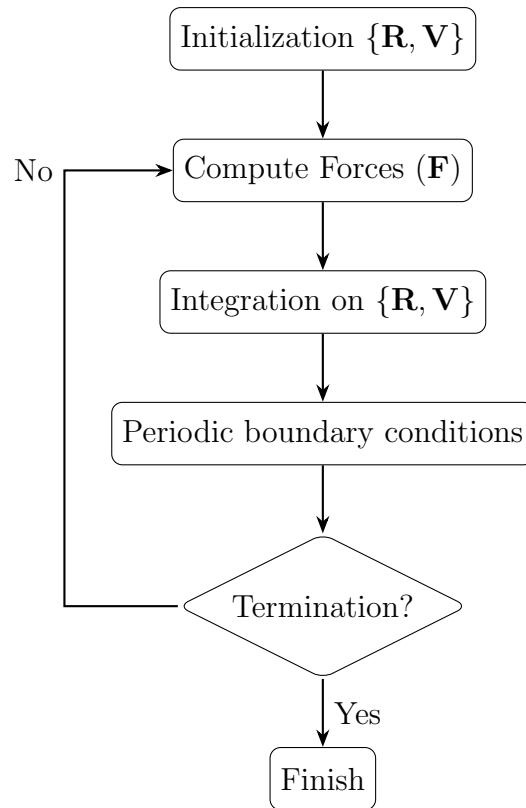 Initialization {R, V}
No
Compute Forces (F)
Integration on {R, V}
Periodic boundary conditions
Termination?
Yes
Finish